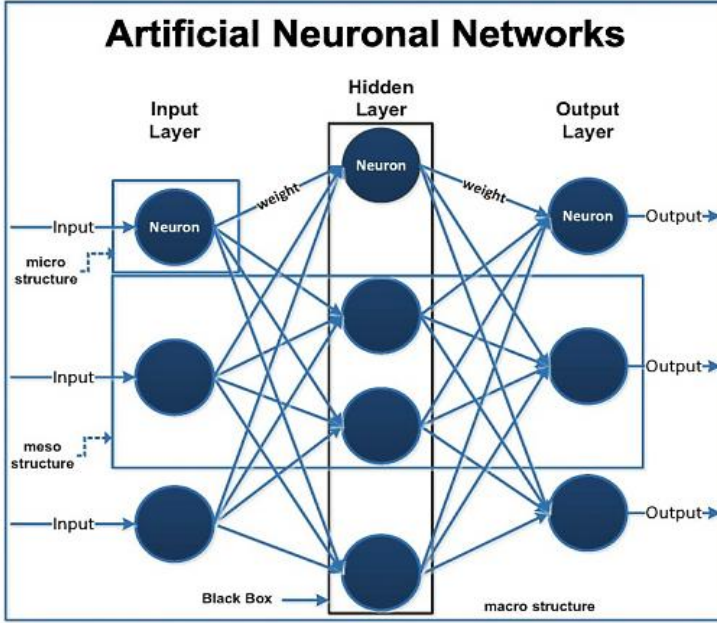 Artificial Neuronal Networks
Input
Layer
Hidden
Layer
Output
Layer
Neuron
weight
weight
Input
Neuron
Neuron
Output
micro
structure
Input
Output
meso
structure
Input
Output
Black Box
macro structure